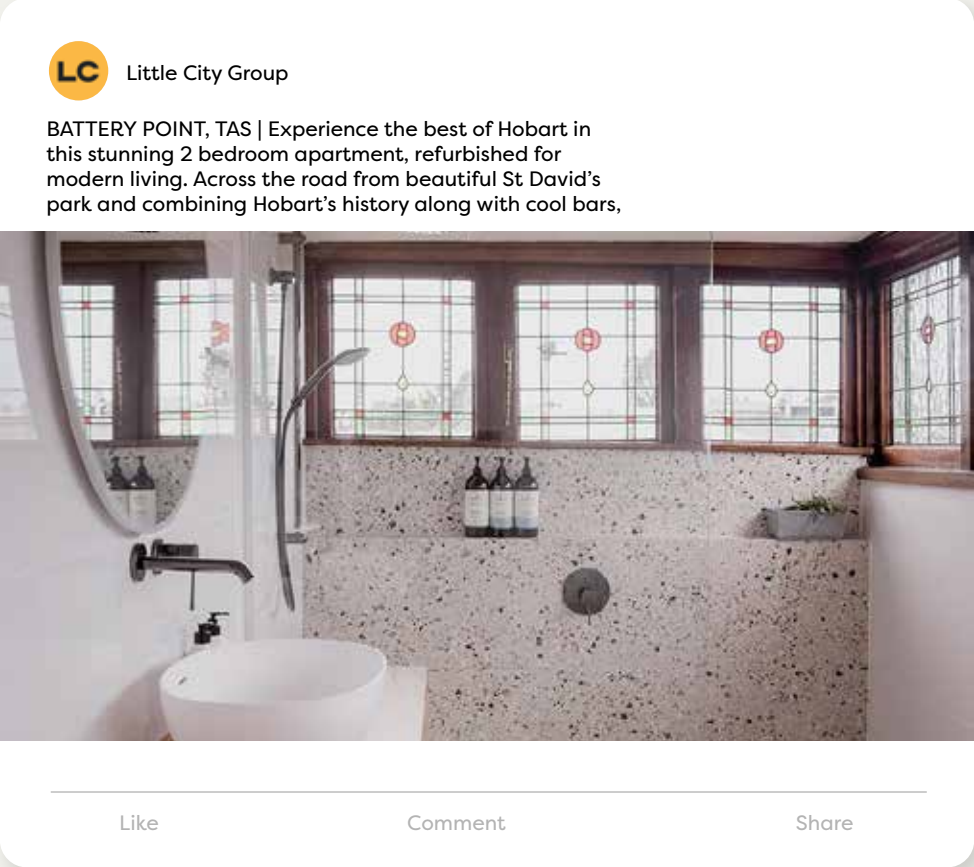 LC
Little City Group
BATTERY POINT, TAS | Experience the best of Hobart in
this stunning 2 bedroom apartment, refurbished for
modern living. Across the road from beautiful St David’s
park and combining Hobart’s history along with cool bars,
Like Comment Share